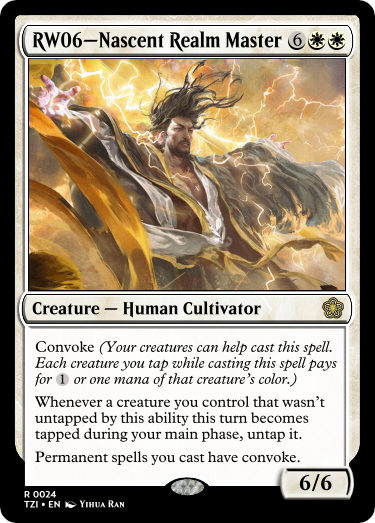 RW06—Nascent Realm Master 6
Creature — Human Cultivator
Convoke (Your creatures can help cast this spell.
Each creature you tap while casting this spell pays
for 1 or one mana of that creature's color.)
Whenever a creature you control that wasn't
untapped by this ability this turn becomes
tapped during your main phase, untap it.
Permanent spells you cast have convoke.
6/6
R 0024
TZI • EN Yihua Ran